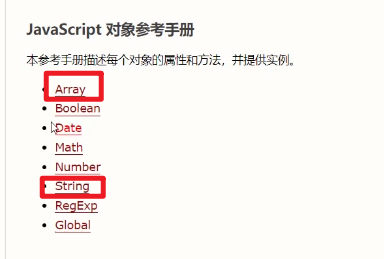 JavaScript 对象参考手册
本参考手册描述每个对象的属性和方法，并提供实例。
Array
Boolean
Date
Math
Number
String
RegExp
Global